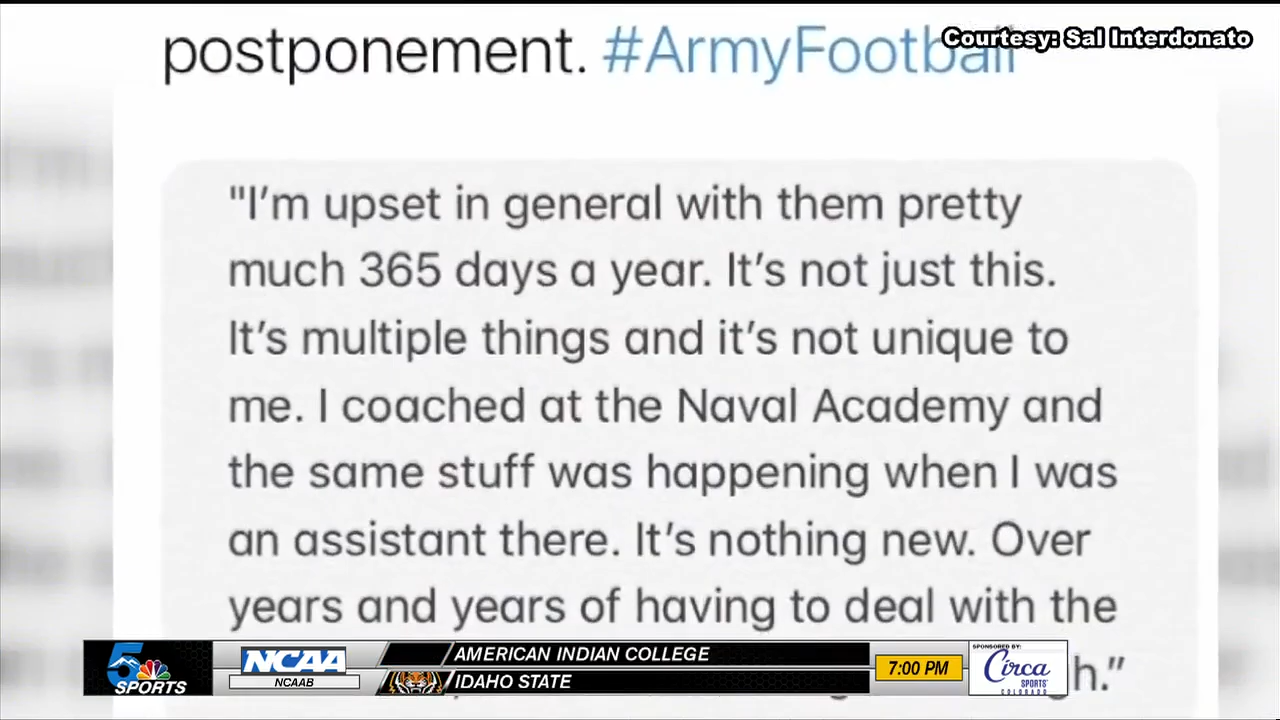 postponement. #ArmyFootball
Courtesy: Sal Interdonato
"I'm upset in general with them pretty
much 365 days a year. It's not just this.
It's multiple things and it's not unique to
me. I coached at the Naval Academy and
the same stuff was happening when I was
an assistant there. It's nothing new. Over
years and years of having to deal with the
h."
5 SPORTS
NCAA
NCAAB
AMERICAN INDIAN COLLEGE
IDAHO STATE
7:00 PM
SPONSORED BY:
Circa
SPORTS
COLORADO